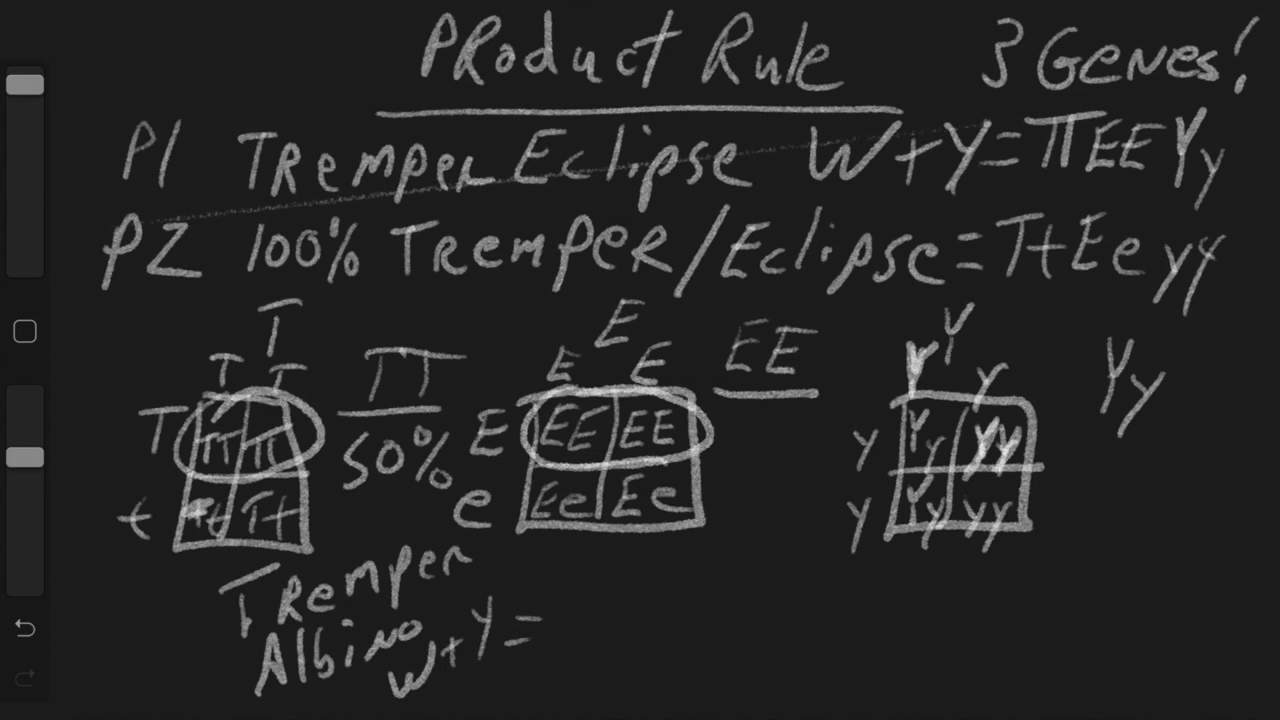 Product Rule 3 Genes!
P1 Tremper Eclipse W+Y=TTEEYy
P2 100% Tremper/Eclipse=TtEeyy
T E Y
T T TT E E EE Y y Yy
T TT TT 50% E EE EE y Yy yy
t Tt Tt e Ee Ee y Yy yy
Tremper
Albino
W+Y=